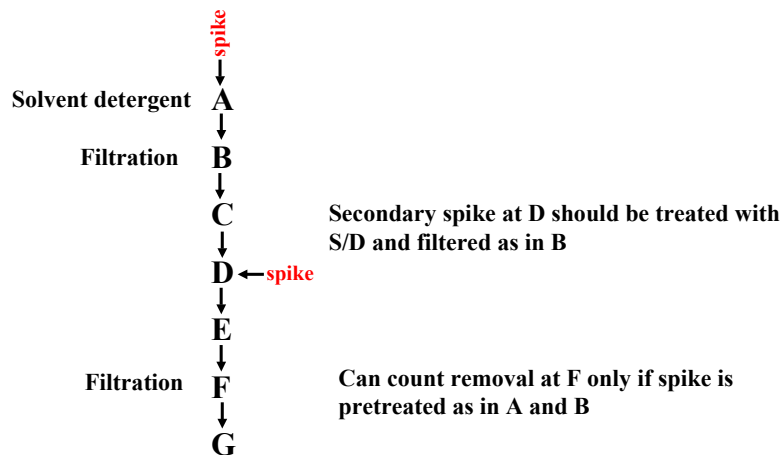 spike
Solvent detergent A
Filtration B
C
Secondary spike at D should be treated with
S/D and filtered as in B
D spike
E
Filtration F
Can count removal at F only if spike is
pretreated as in A and B
G